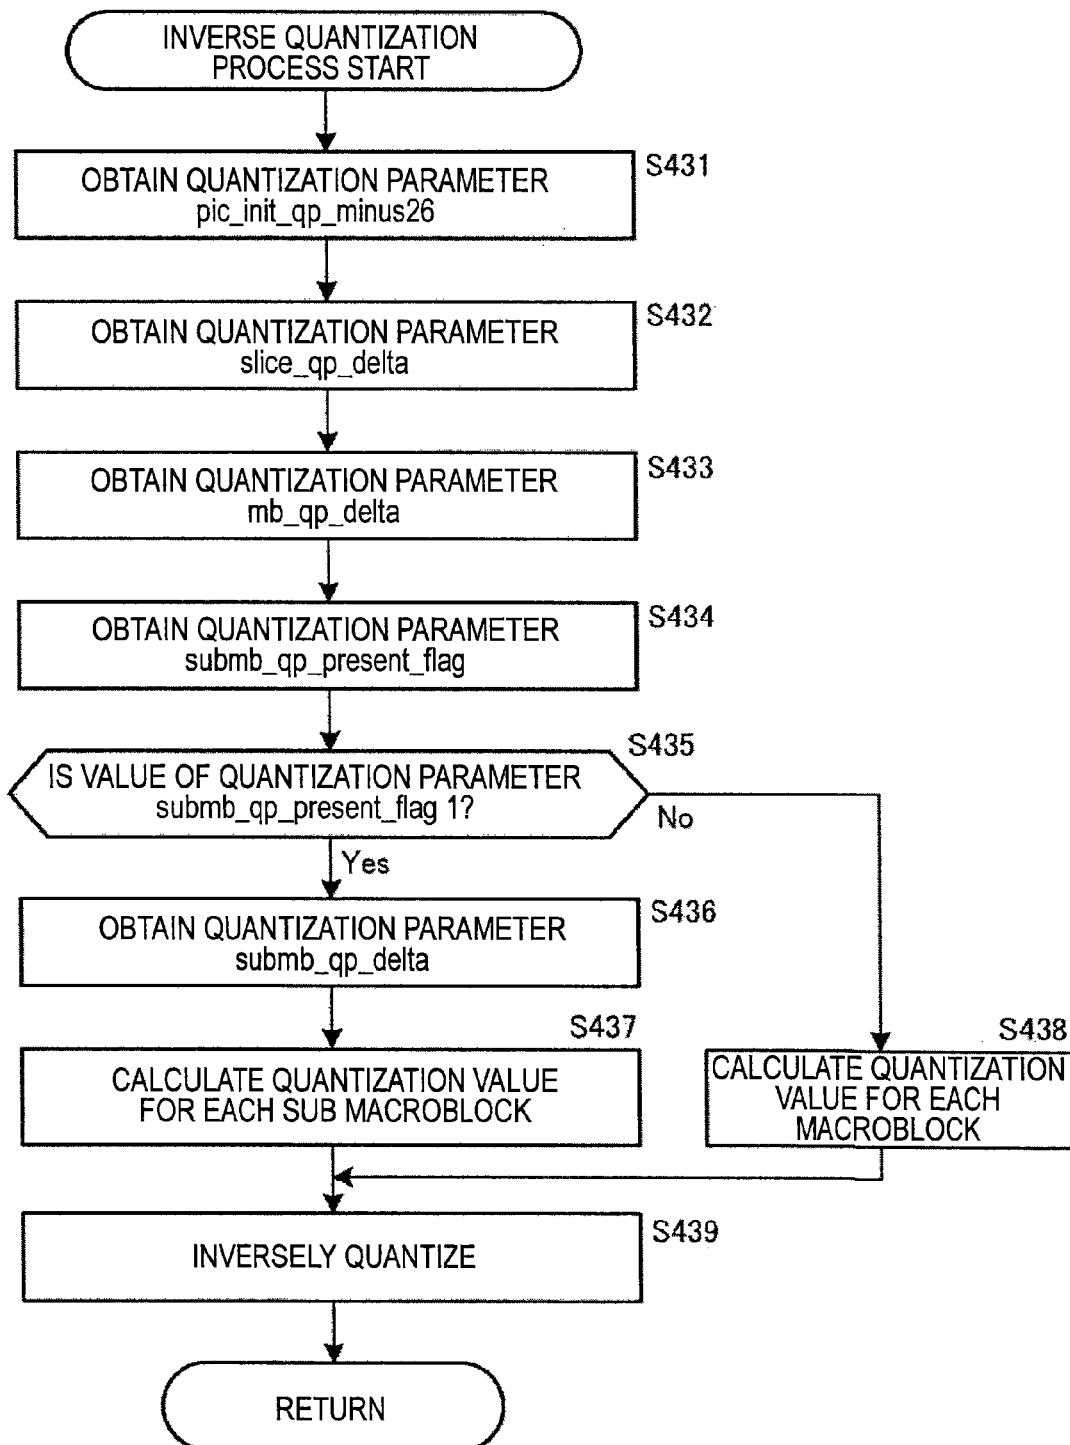 INVERSE QUANTIZATION
PROCESS START
S431
OBTAIN QUANTIZATION PARAMETER
pic_init_qp_minus26
S432
OBTAIN QUANTIZATION PARAMETER
slice_qp_delta
S433
OBTAIN QUANTIZATION PARAMETER
mb_qp_delta
S434
OBTAIN QUANTIZATION PARAMETER
submb_qp_present_flag
S435
IS VALUE OF QUANTIZATION PARAMETER
submb_qp_present_flag 1?
No
Yes
S436
OBTAIN QUANTIZATION PARAMETER
submb_qp_delta
S437
CALCULATE QUANTIZATION VALUE
FOR EACH SUB MACROBLOCK
S438
CALCULATE QUANTIZATION
VALUE FOR EACH
MACROBLOCK
S439
INVERSELY QUANTIZE
RETURN